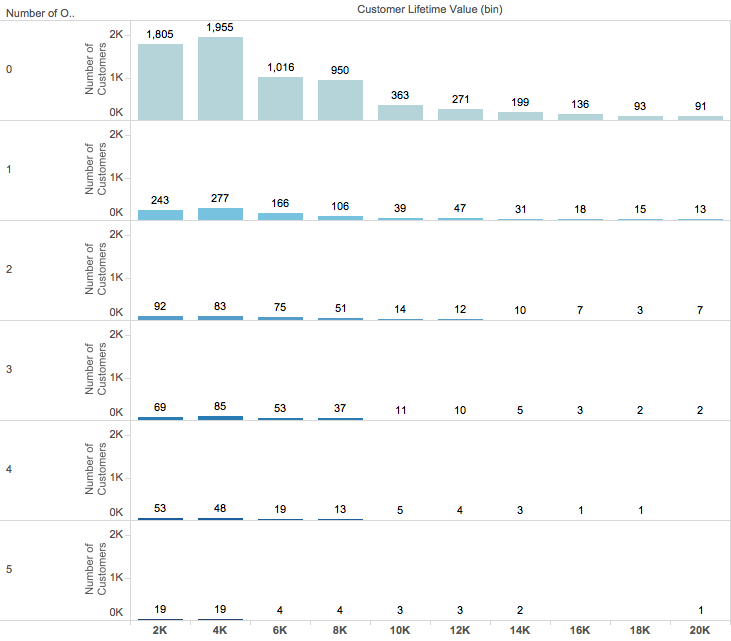 Number of O..
Customer Lifetime Value (bin)
0
Number of
Customers
2K
1K
0K
1,805
1,955
1,016
950
363
271
199
136
93
91
1
Number of
Customers
2K
1K
0K
243
277
166
106
39
47
31
18
15
13
2
Number of
Customers
2K
1K
0K
92
83
75
51
14
12
10
7
3
7
3
Number of
Customers
2K
1K
0K
69
85
53
37
11
10
5
3
2
2
4
Number of
Customers
2K
1K
0K
53
48
19
13
5
4
3
1
1
5
Number of
Customers
2K
1K
0K
19
19
4
4
3
3
2
1
2K 4K 6K 8K 10K 12K 14K 16K 18K 20K